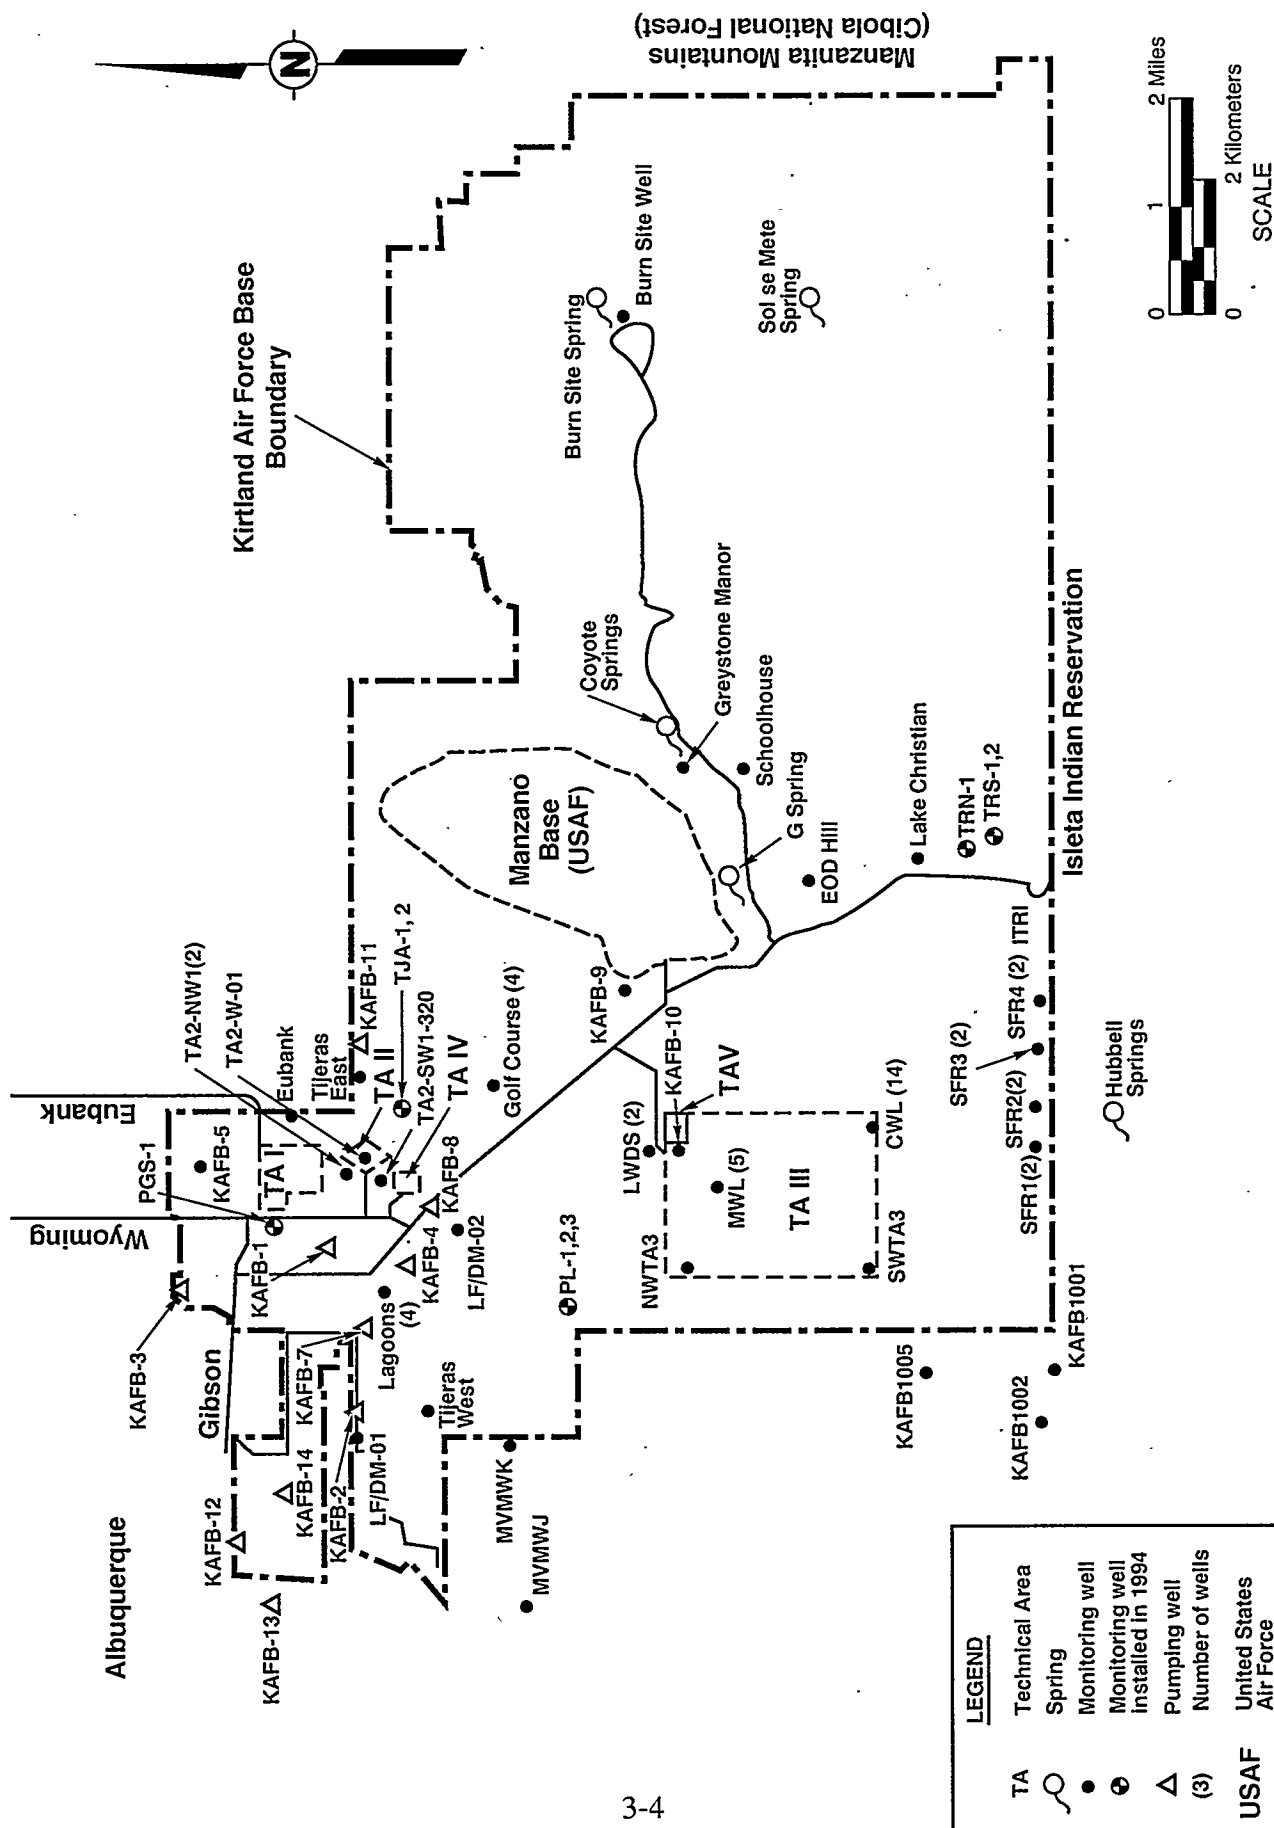 Albuquerque
Kirtland Air Force Base
Boundary
Manzanita Mountains
(Cibola National Forest)
N
KAFB-13
KAFB-12
KAFB-14
KAFB-3
Gibson
KAFB-7
KAFB-2
LF/DM-01
Lagoons
(4)
Tijeras
West
MVMWK
MVMWJ
Wyoming
Eubank
PGS-1
KAFB-5
KAFB-1
TA I
TA2-NW1(2)
TA2-W-01
Eubank
Tijeras
East
KAFB-11
TA II
TJA-1, 2
TA2-SW1-320
TA IV
KAFB-8
KAFB-4
LF/DM-02
Golf Course (4)
PL-1,2,3
KAFB-9
KAFB-10
TAV
LWDS (2)
NWTA3
MWL (5)
TA III
SWTA3
CWL (14)
Manzano
Base
(USAF)
Coyote
Springs
Greystone Manor
Schoolhouse
G Spring
EOD Hill
Lake Christian
TRN-1
TRS-1,2
Burn Site Spring
Burn Site Well
Sol se Mete
Spring
KAFB1005
KAFB1002
KAFB1001
SFR1(2)
SFR2(2)
SFR3 (2)
SFR4 (2)
ITRI
Isleta Indian Reservation
Hubbell
Springs
0 1 2 Miles
0 2 Kilometers
SCALE
LEGEND
TA Technical Area
Spring
Monitoring well
Monitoring well
installed in 1994
Pumping well
(3) Number of wells
USAF United States
Air Force
3-4